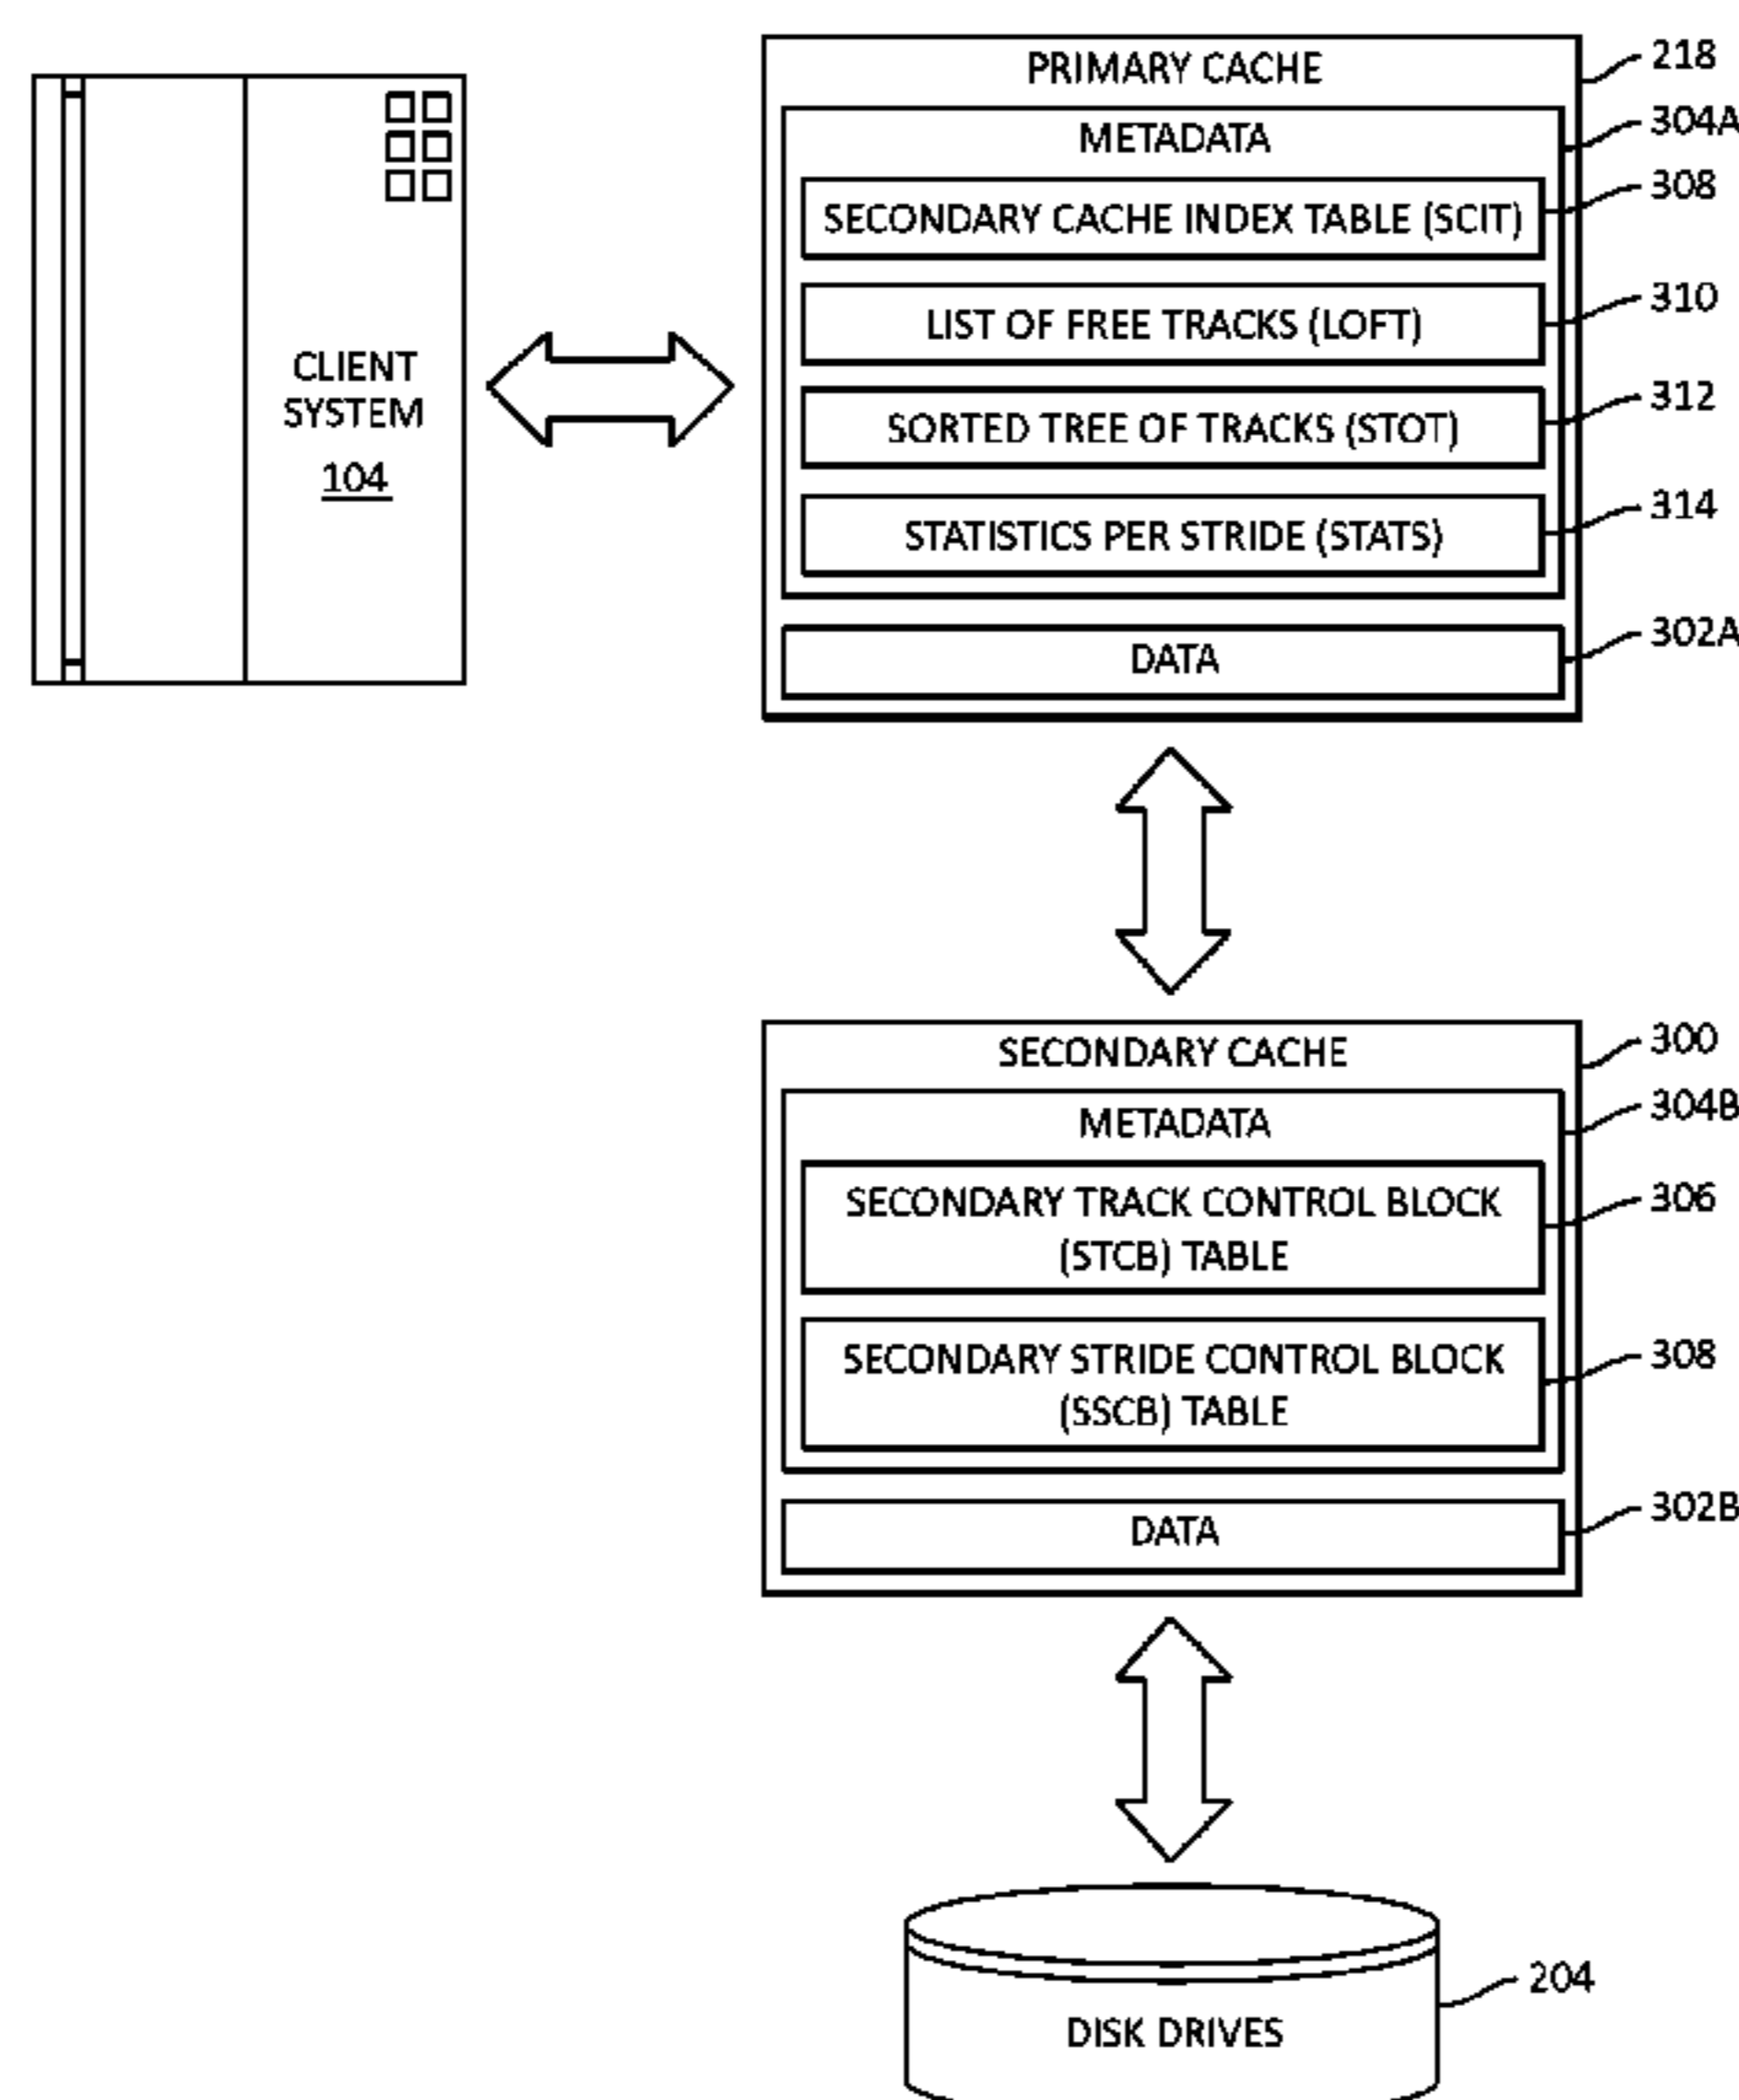 PRIMARY CACHE
218
METADATA
304A
SECONDARY CACHE INDEX TABLE (SCIT)
308
LIST OF FREE TRACKS (LOFT)
310
SORTED TREE OF TRACKS (STOT)
312
STATISTICS PER STRIDE (STATS)
314
DATA
302A
CLIENT
SYSTEM
104
SECONDARY CACHE
300
METADATA
304B
SECONDARY TRACK CONTROL BLOCK
(STCB) TABLE
306
SECONDARY STRIDE CONTROL BLOCK
(SSCB) TABLE
308
DATA
302B
DISK DRIVES
204